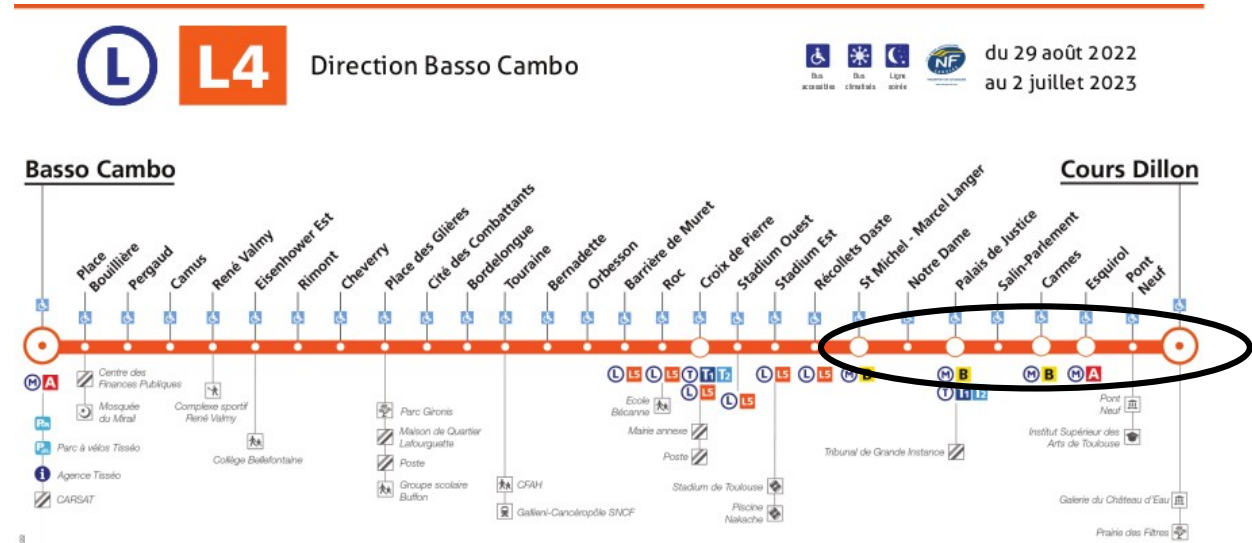 L
L4
Direction Basso Cambo
Bus
accessibles
Bus
climatisés
Ligne
soirée
NF
du 29 août 2022
au 2 juillet 2023
Basso Cambo
Place
Bouillière
Pergaud
Camus
René Valmy
Eisenhower Est
Rimont
Cheverry
Place des Glières
Cité des Combattants
Bordelongue
Touraine
Bernadette
Orbesson
Barrière de Muret
Roc
Croix de Pierre
Stadium Ouest
Stadium Est
Récollets Daste
St Michel - Marcel Langer
Notre Dame
Palais de Justice
Salin-Parlement
Carmes
Esquirol
Pont
Neuf
Cours Dillon
M A
Parc à vélos Tisséo
Agence Tisséo
CARSAT
Centre des
Finances Publiques
Mosquée
du Mirail
Complexe sportif
René Valmy
Collège Bellefontaine
Parc Gironis
Maison de Quartier
Lafourguette
Poste
Groupe scolaire
Buffon
CFAH
Gallieni-Cancéropôle SNCF
L L5
Ecole
Bécanne
L L5
T T1 T2
L L5
Mairie annexe
Poste
L L5
L L5
Stadium de Toulouse
Piscine
Nakache
L L5
M B
M B
T T1 T2
Tribunal de Grande Instance
M B
M A
Pont
Neuf
Institut Supérieur des
Arts de Toulouse
Galerie du Château d'Eau
Prairie des Filtres